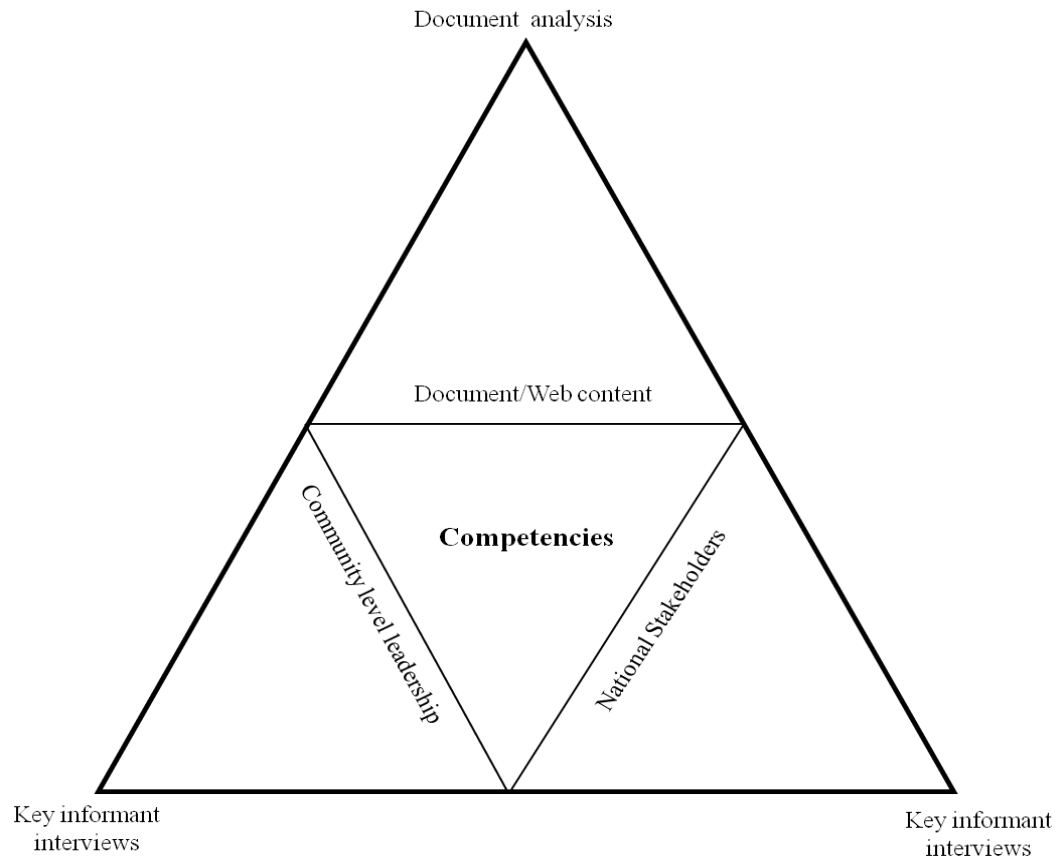 Document analysis
Document/Web content
Community level leadership
Competencies
National Stakeholders
Key informant
interviews
Key informant
interviews